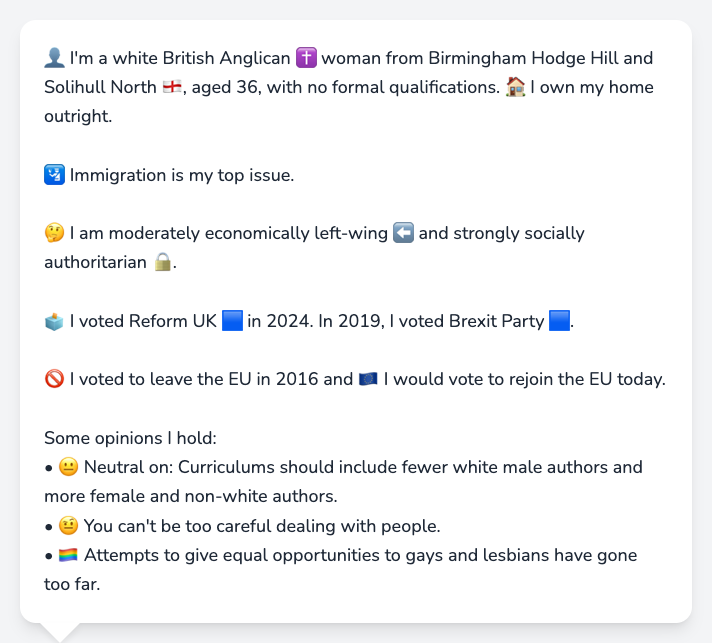 👤 I'm a white British Anglican ✝️ woman from Birmingham Hodge Hill and
Solihull North 🏴󠁧󠁢󠁥󠁮󠁧󠁿, aged 36, with no formal qualifications. 🏠 I own my home
outright.
🛂 Immigration is my top issue.
🤔 I am moderately economically left-wing ⬅️ and strongly socially
authoritarian 🔒.
🗳️ I voted Reform UK 🟦 in 2024. In 2019, I voted Brexit Party 🟦.
🚫 I voted to leave the EU in 2016 and 🇪🇺 I would vote to rejoin the EU today.
Some opinions I hold:
• 😐 Neutral on: Curriculums should include fewer white male authors and
more female and non-white authors.
• 🤨 You can't be too careful dealing with people.
• 🏳️‍🌈 Attempts to give equal opportunities to gays and lesbians have gone
too far.